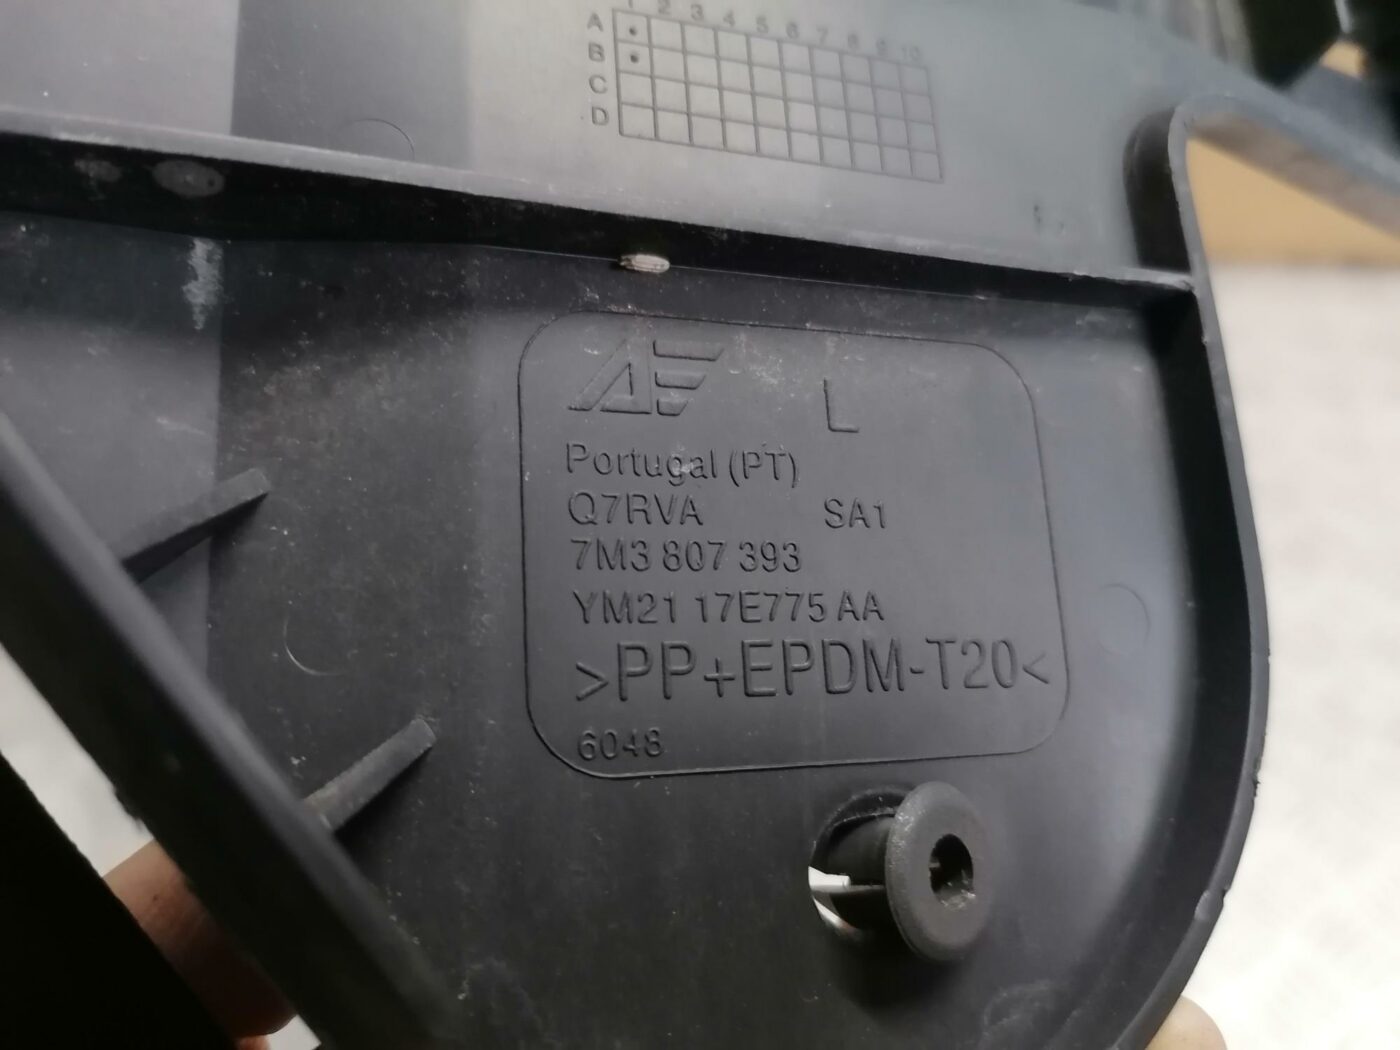 1 2 3 4 5 6 7 8 9 10
A
B
C
D
AF L
Portugal (PT)
Q7RVA SA1
7M3 807 393
YM21 17E775 AA
>PP+EPDM-T20<
6048